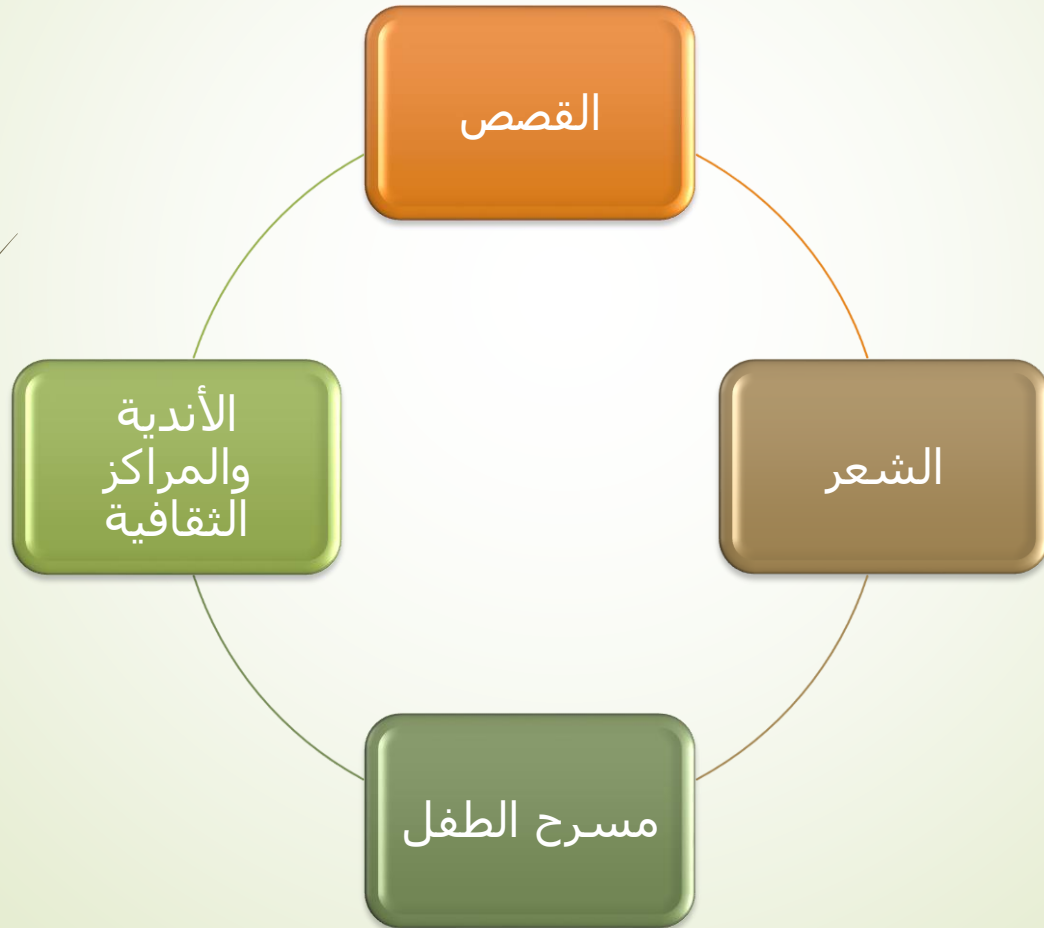 القصص
الشعر
مسرح الطفل
الأندية
والمراكز
الثقافية